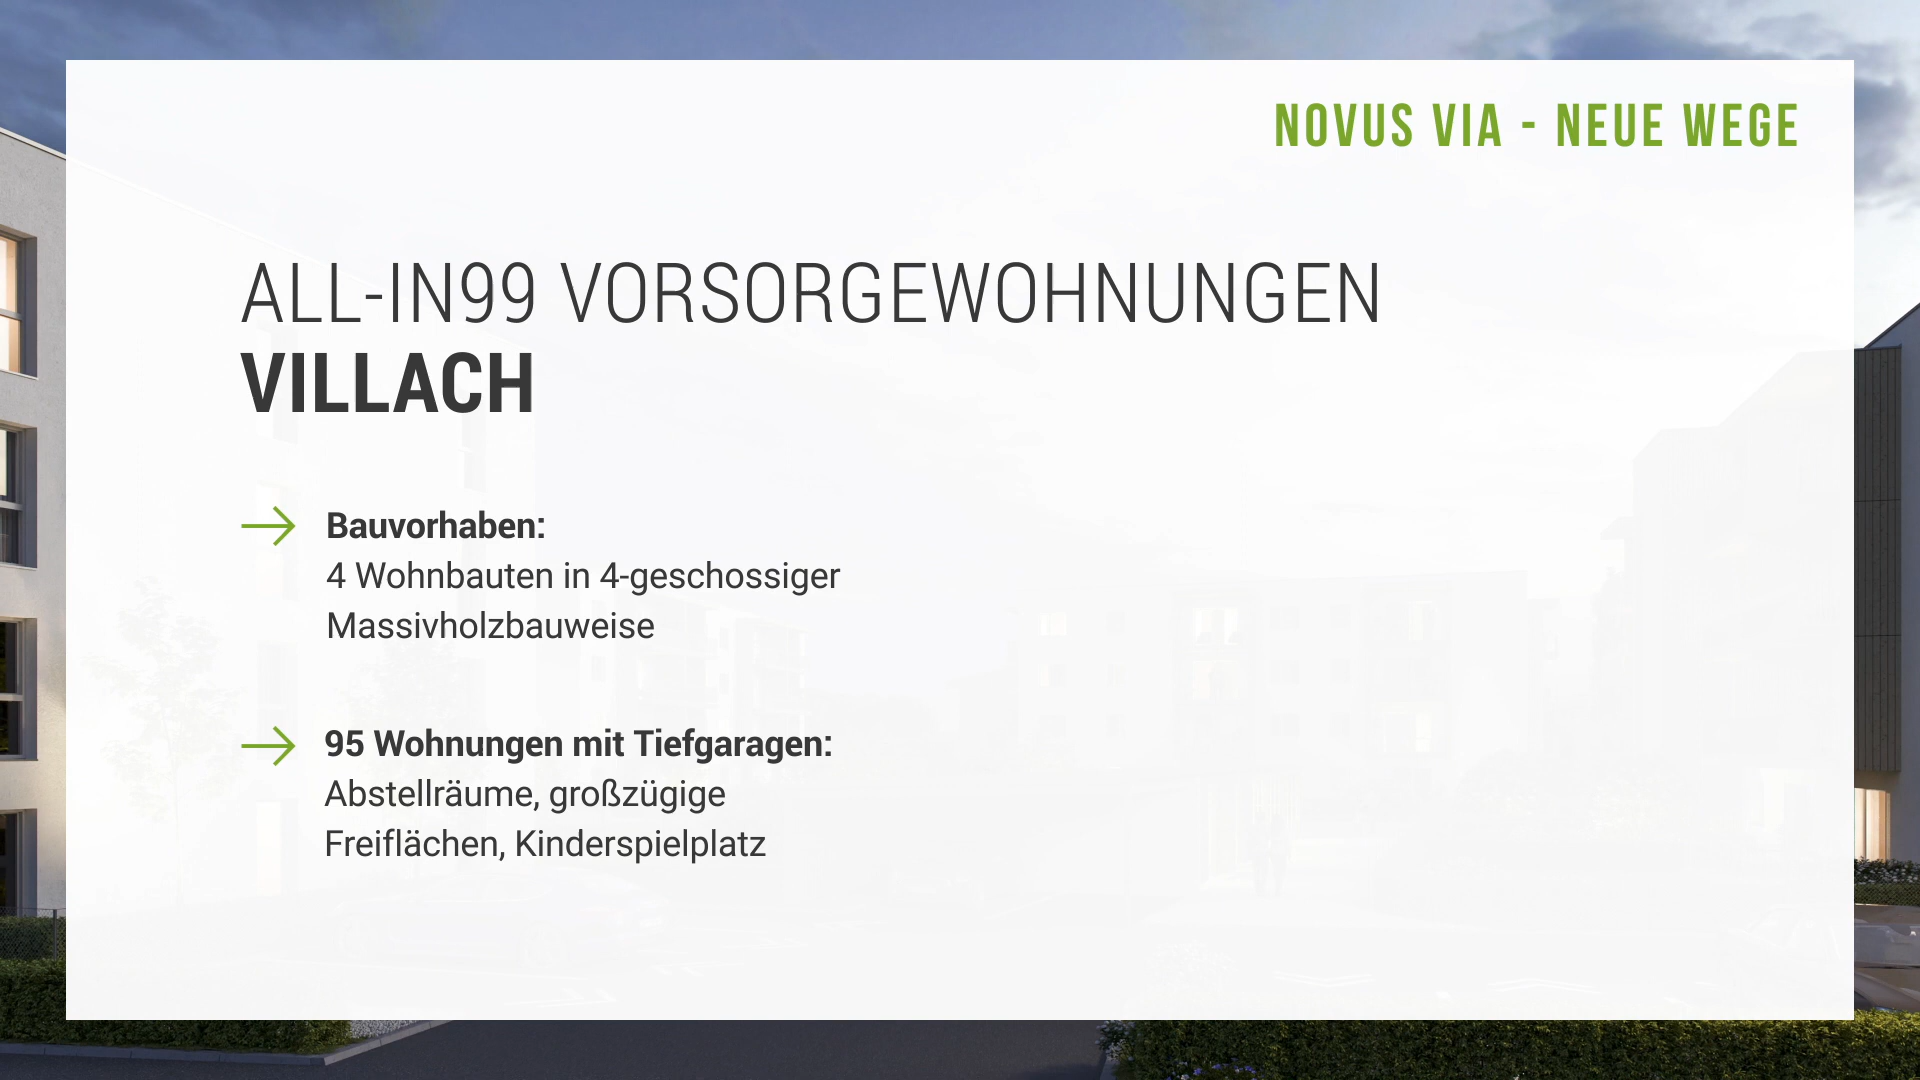 NOVUS VIA - NEUE WEGE
ALL-IN99 VORSORGEWOHNUNGEN
VILLACH
Bauvorhaben:
4 Wohnbauten in 4-geschossiger
Massivholzbauweise
95 Wohnungen mit Tiefgaragen:
Abstellräume, großzügige
Freiflächen, Kinderspielplatz